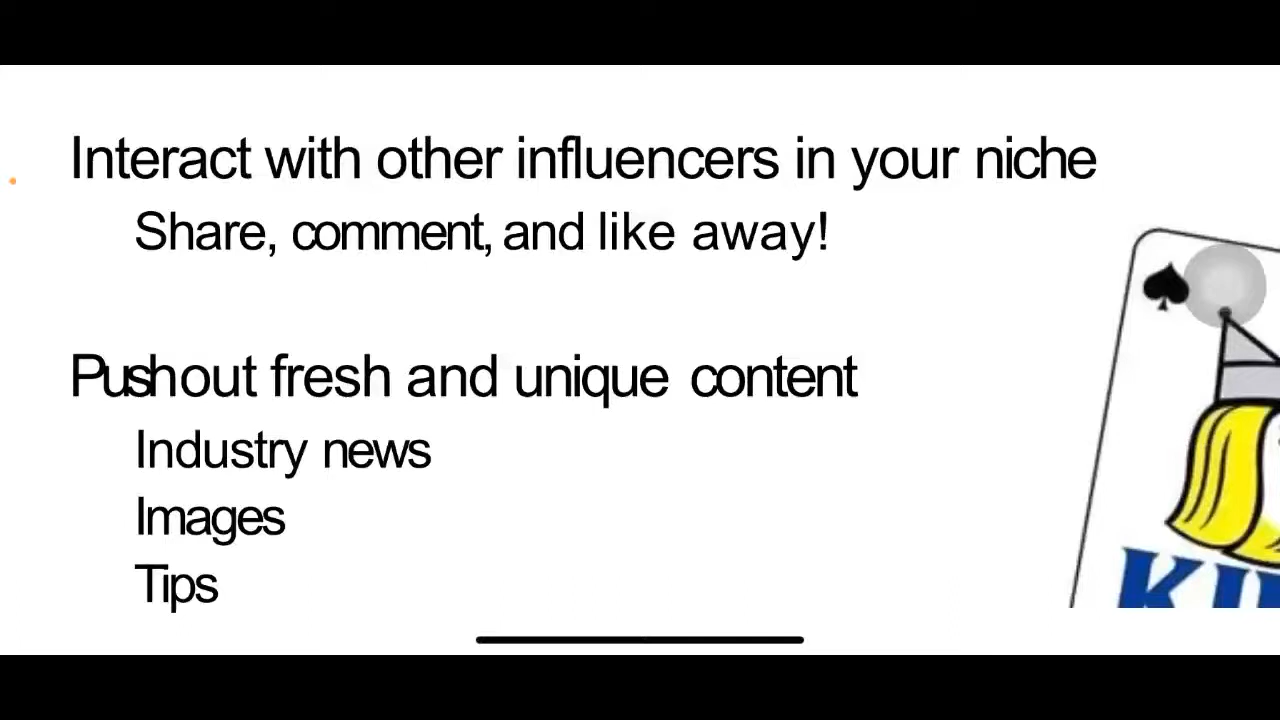 Interact with other influencers in your niche
Share, comment, and like away!
Pushout fresh and unique content
Industry news
Images
Tips